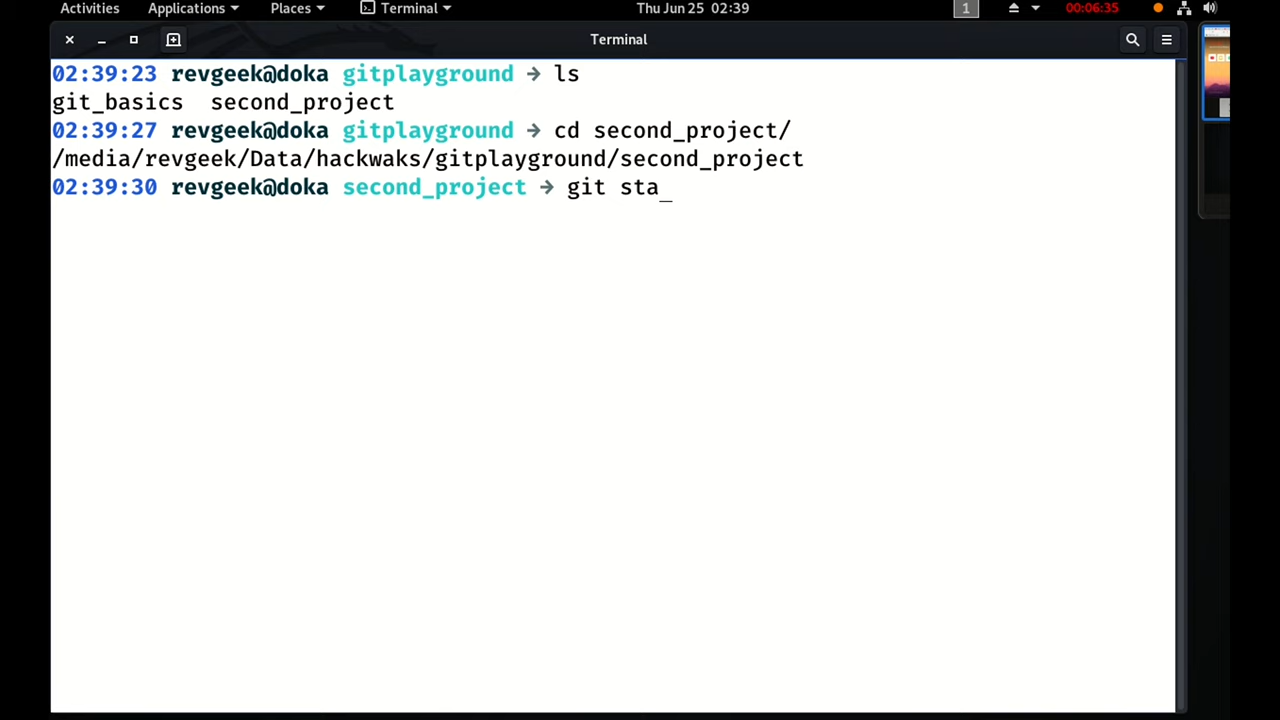 Activities Applications Places Terminal Thu Jun 25 02:39 1 00:06:35
Terminal
02:39:23 revgeek@doka gitplayground → ls
git_basics second_project
02:39:27 revgeek@doka gitplayground → cd second_project/
/media/revgeek/Data/hackwaks/gitplayground/second_project
02:39:30 revgeek@doka second_project → git sta_